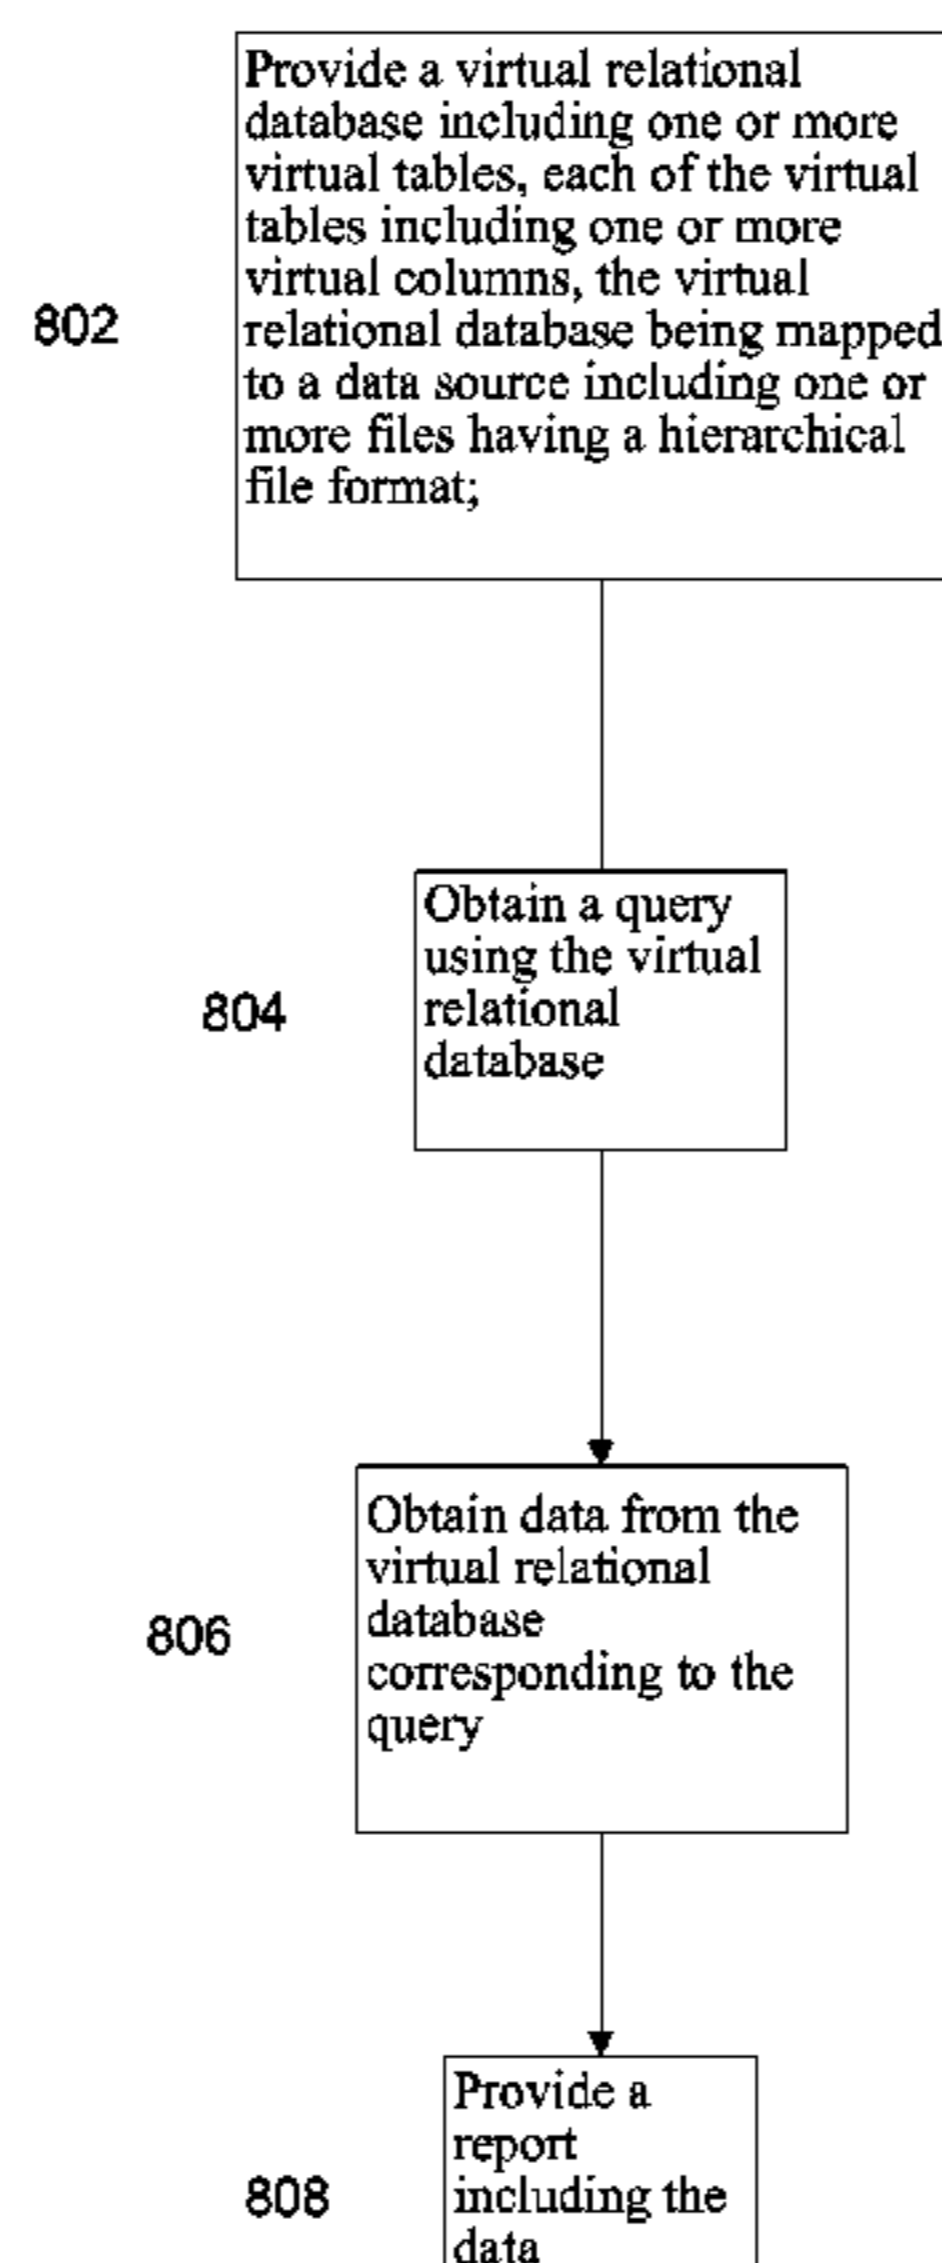 Provide a virtual relational
database including one or more
virtual tables, each of the virtual
tables including one or more
virtual columns, the virtual
802
relational database being mapped
to a data source including one or
more files having a hierarchical
file format;
Obtain a query
using the virtual
804
relational
database
Obtain data from the
virtual relational
database
806
corresponding to the
query
Provide a
report
808
including the
data